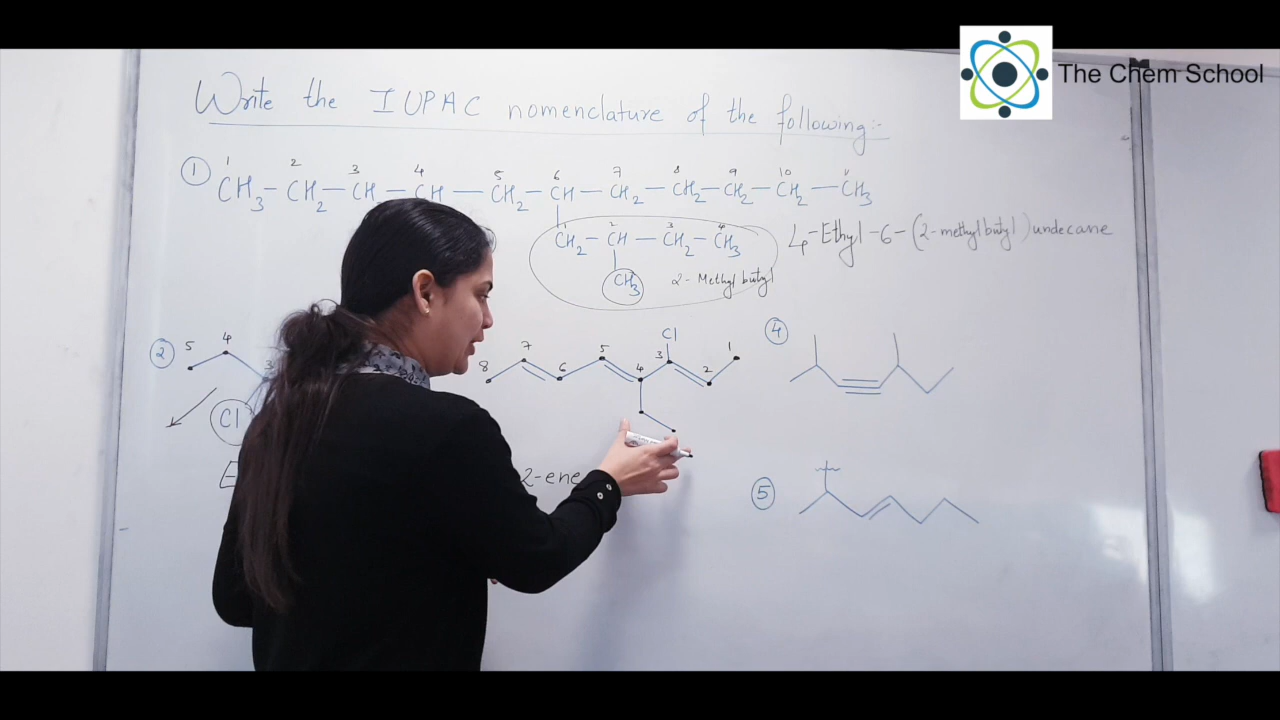 The Chem School
Write the IUPAC nomenclature of the following:-
1
1 2 3 4 5 6 7 8 9 10 11
CH3 - CH2 - CH2 - CH - CH2 - CH - CH2 - CH2 - CH2 - CH2 - CH3
1 2 3 4
CH2 - CH - CH2 - CH3
4-Ethyl-6-(2-methylbutyl)undecane
CH3
2-Methyl butyl
2
5 4 3
Cl
E
Cl
8 7 6 5 4 3 2 1
2-ene
4
5